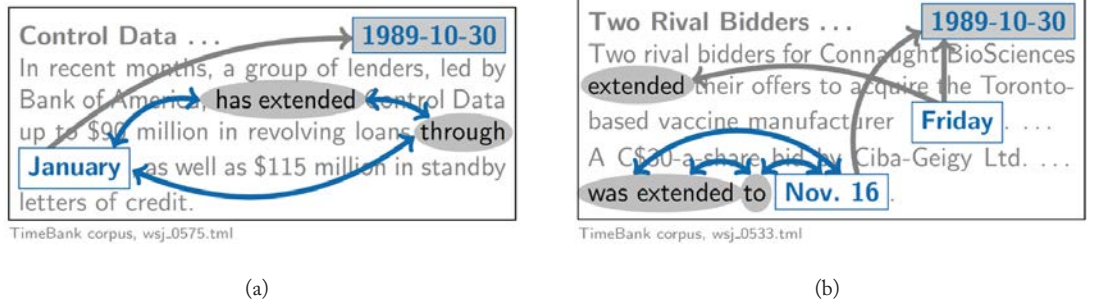 Control Data ...
1989-10-30
In recent months, a group of lenders, led by
Bank of America, has extended Control Data
up to $90 million in revolving loans through
January as well as $115 million in standby
letters of credit.
TimeBank corpus, wsj_0575.tml
(a)
Two Rival Bidders ...
1989-10-30
Two rival bidders for Connaught BioSciences
extended their offers to acquire the Toronto-
based vaccine manufacturer Friday. ...
A C$30-a-share bid by Ciba-Geigy Ltd. ...
was extended to Nov. 16.
TimeBank corpus, wsj_0533.tml
(b)